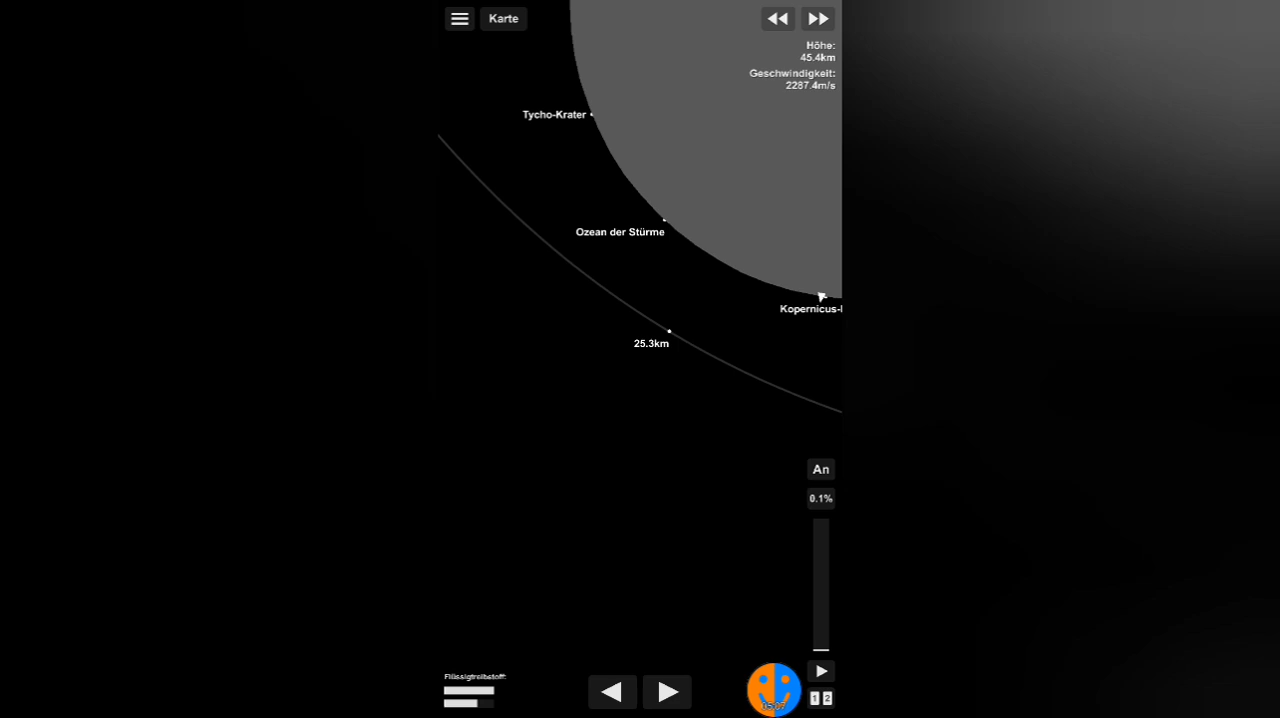 Karte
Höhe:
45.4km
Geschwindigkeit:
2287.4m/s
Tycho-Krater
Ozean der Stürme
Kopernicus-
25.3km
An
0.1%
Flüssigtreibstoff:
1 2